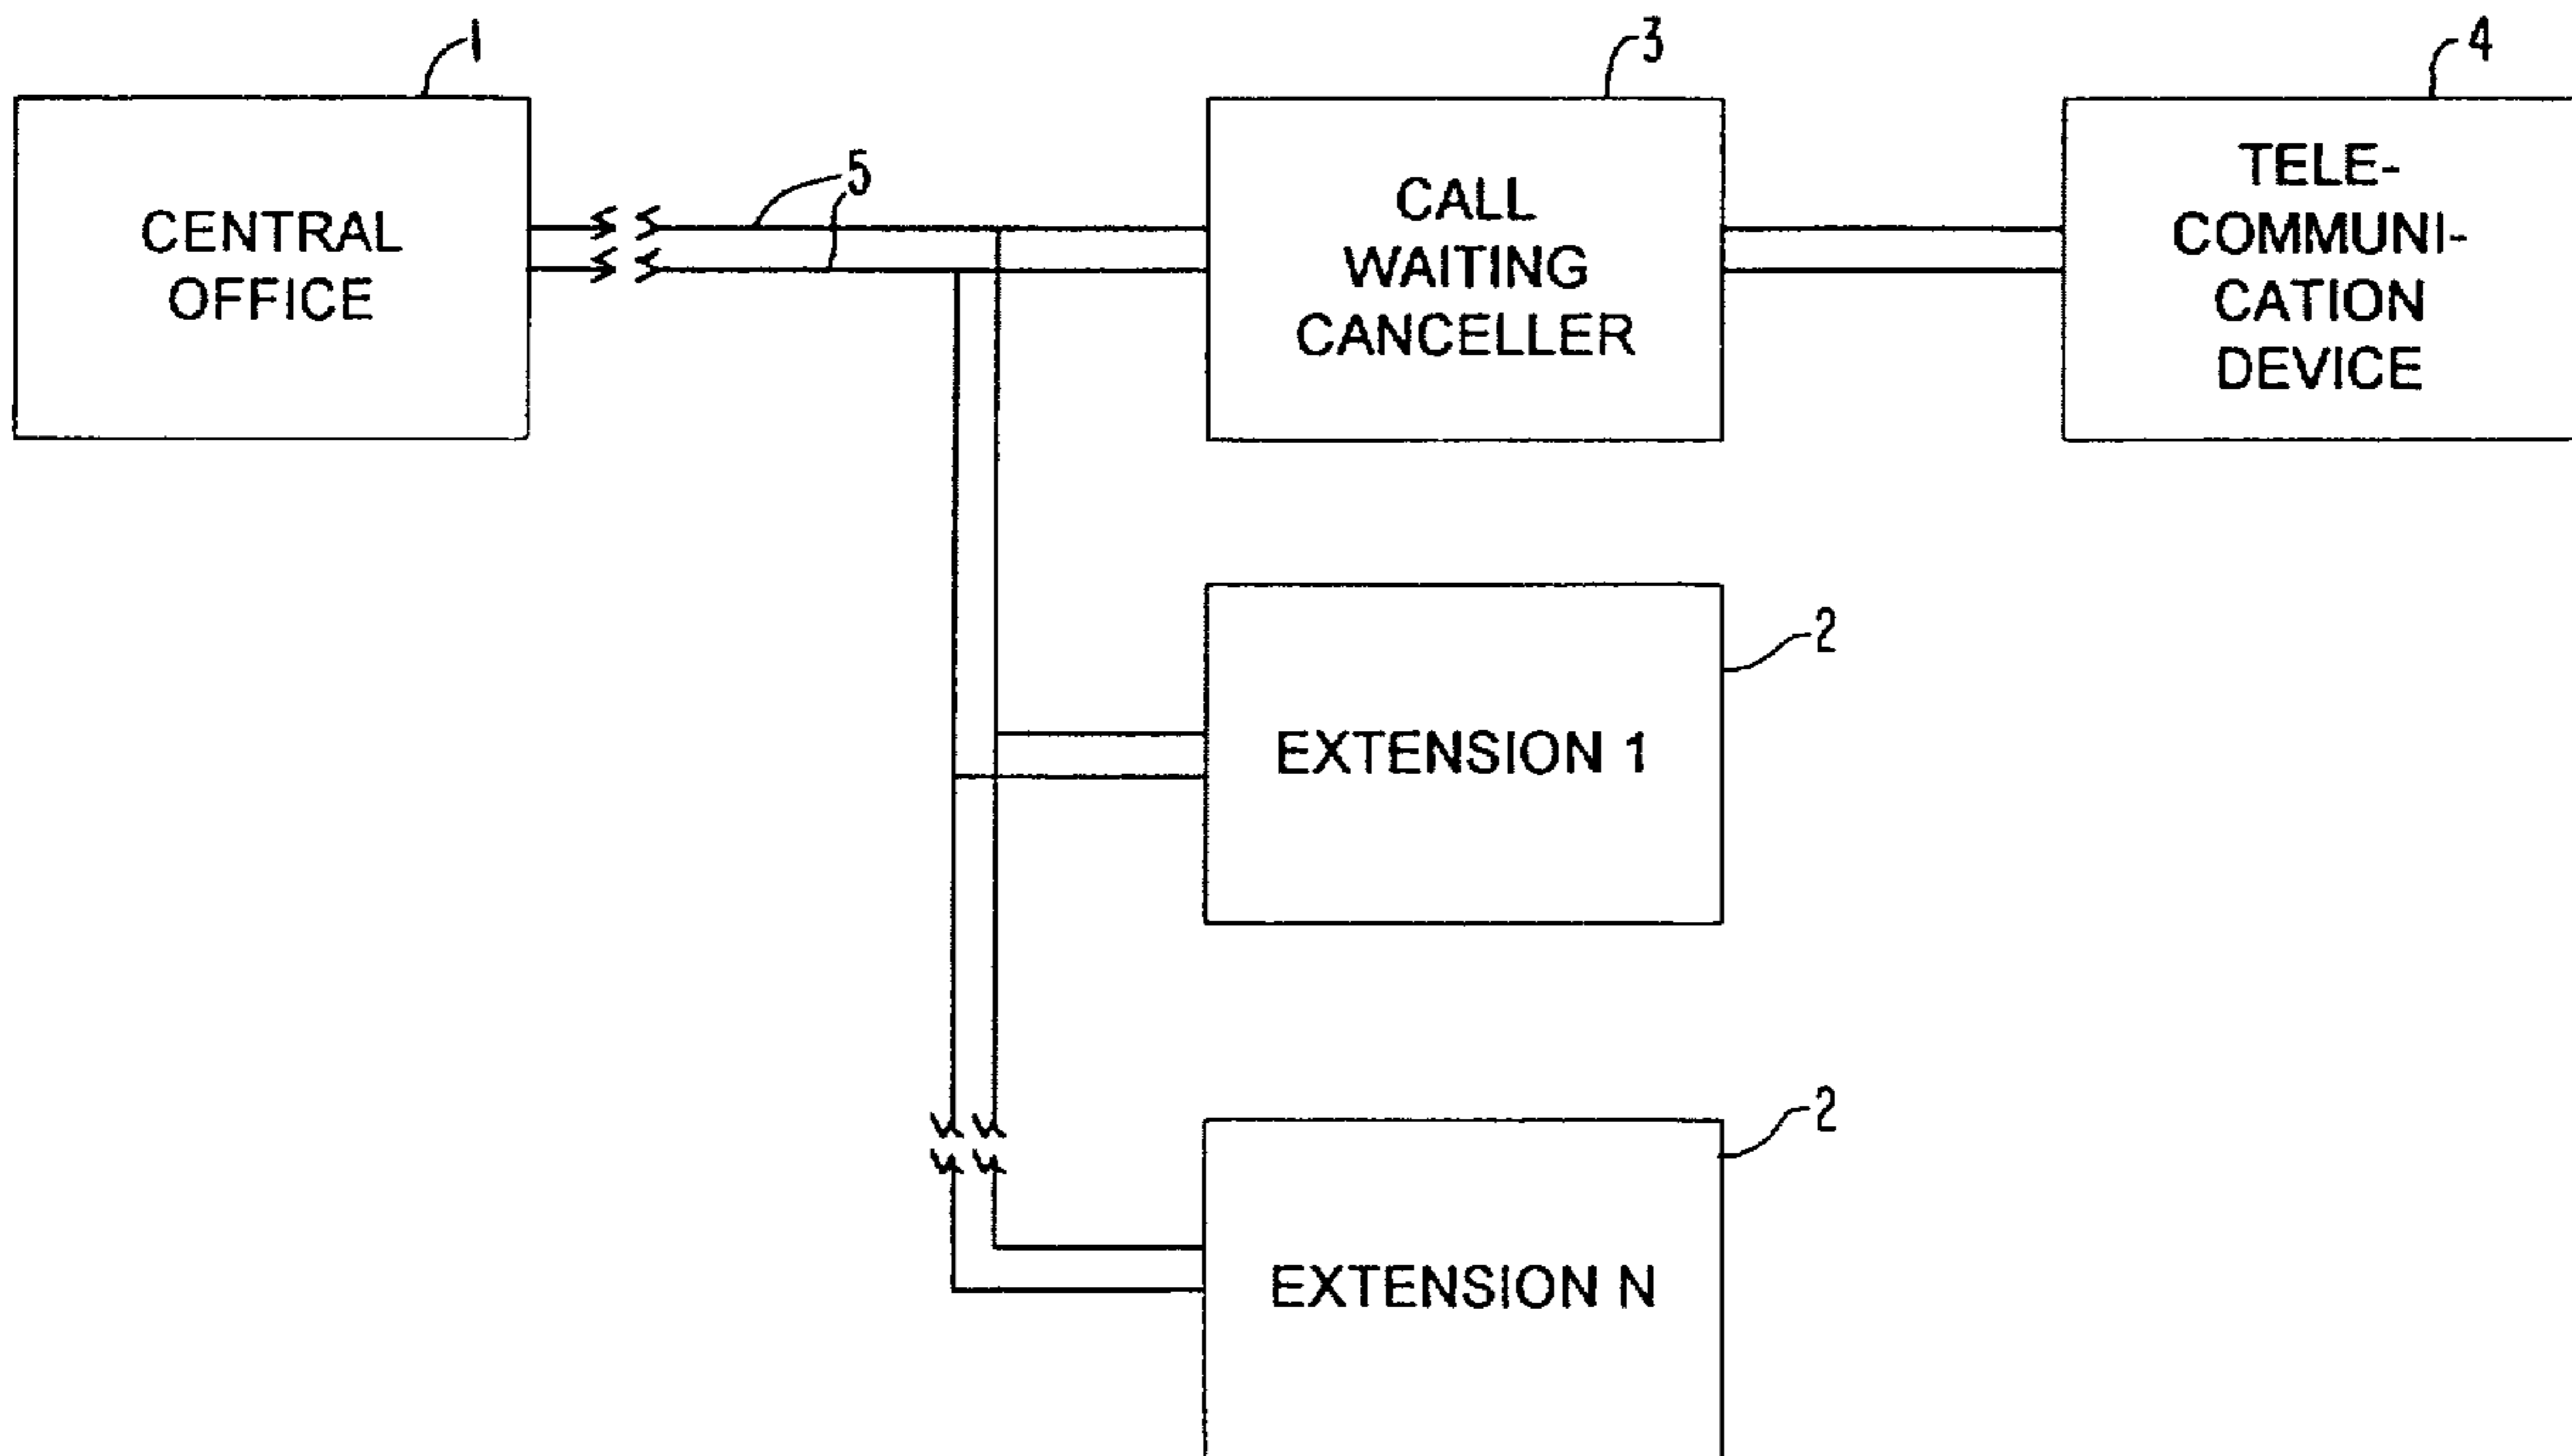 1
3
4
CENTRAL
OFFICE
5
CALL
WAITING
CANCELLER
TELE-
COMMUNI-
CATION
DEVICE
2
EXTENSION 1
2
EXTENSION N